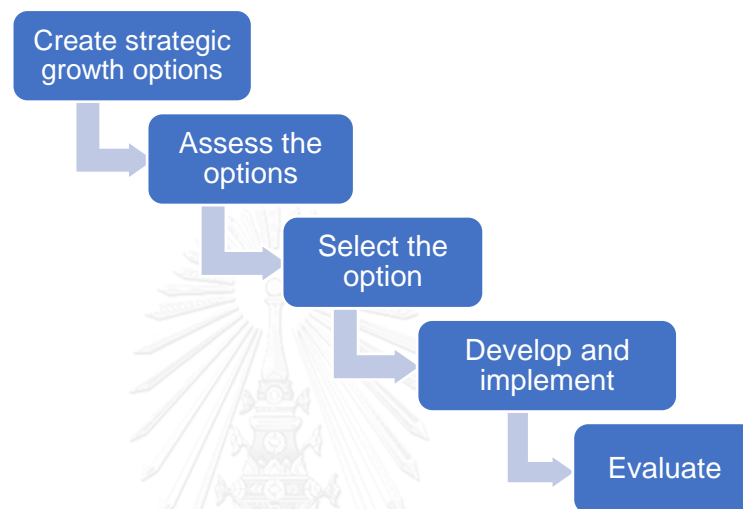 Create strategic
growth options
Assess the
options
Select the
option
Develop and
implement
Evaluate